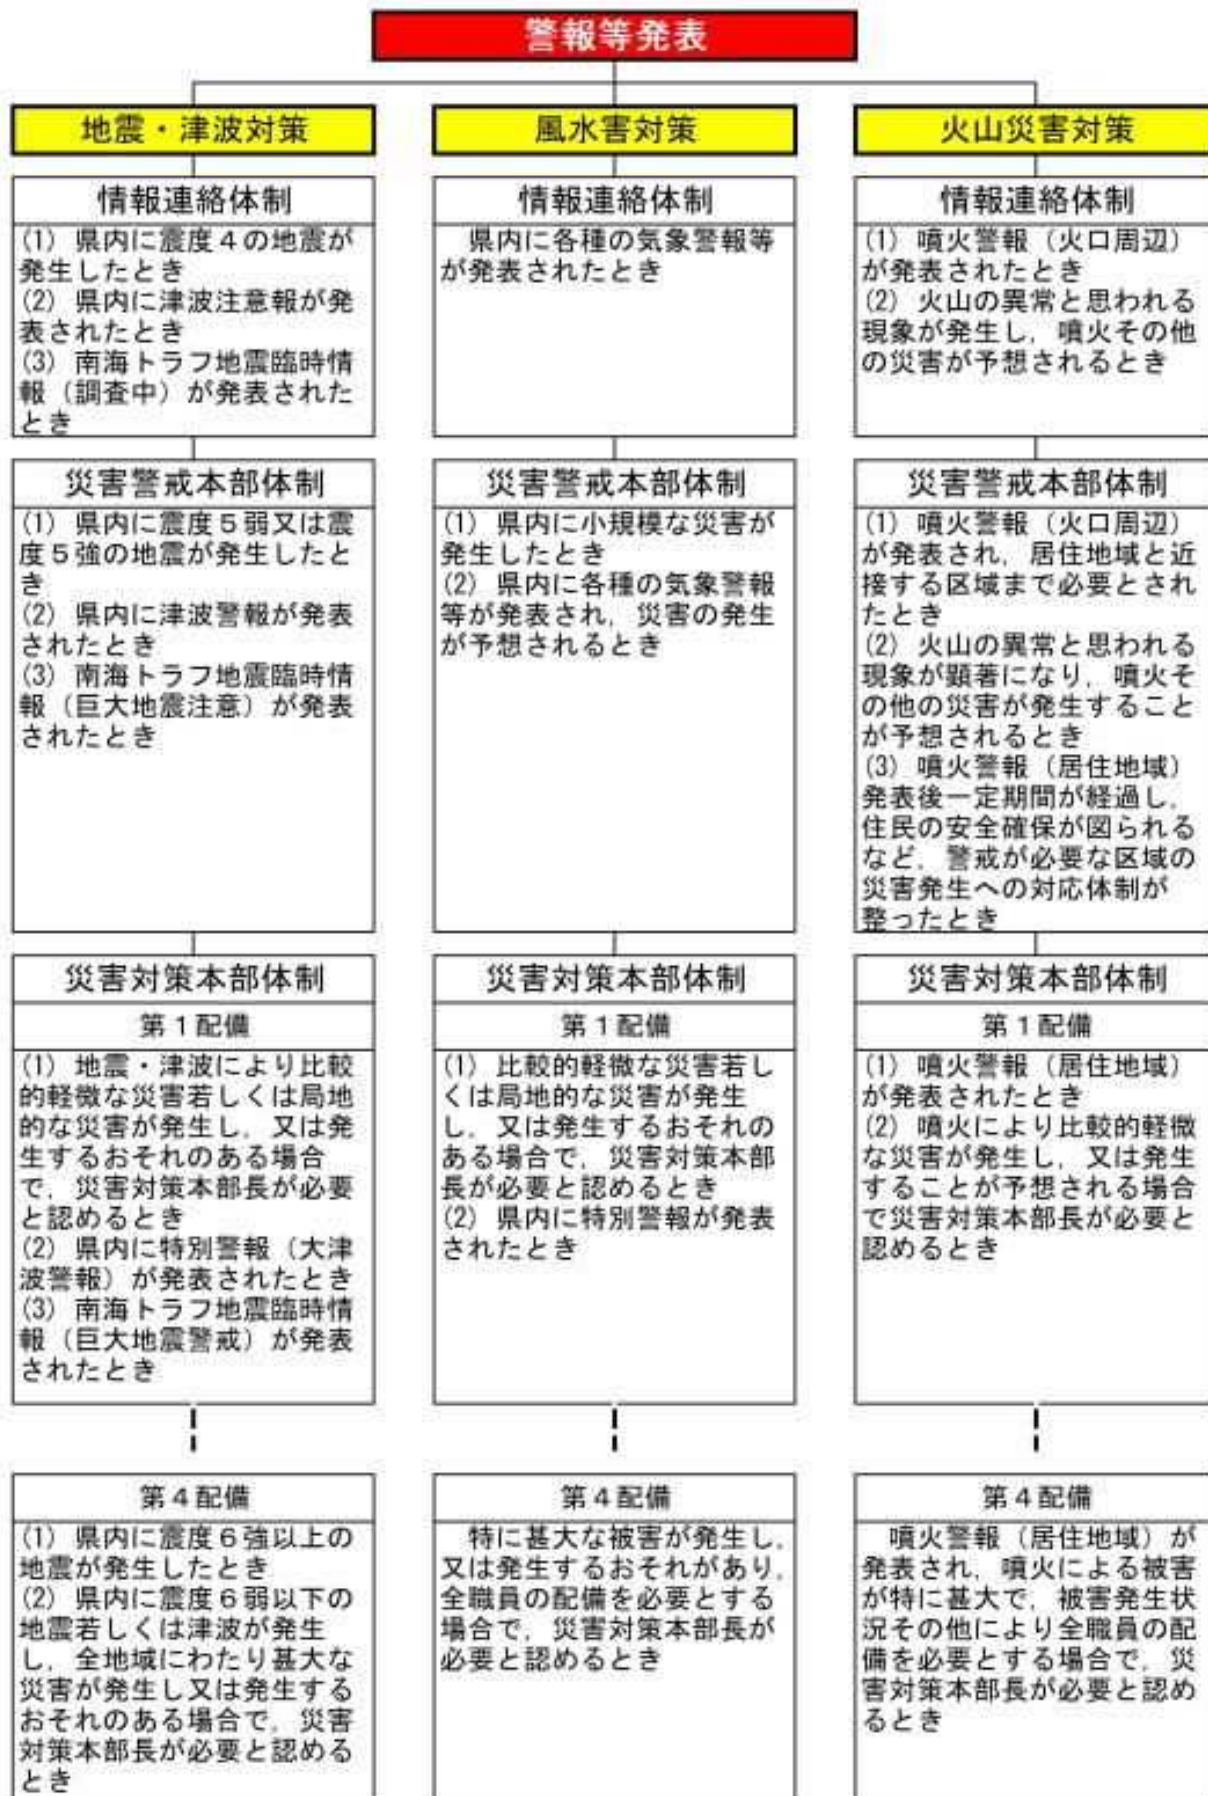 警報等発表
地震・津波対策
情報連絡体制
(1) 県内に震度４の地震が
発生したとき
(2) 県内に津波注意報が発
表されたとき
(3) 南海トラフ地震臨時情
報（調査中）が発表された
とき
災害警戒本部体制
(1) 県内に震度５弱又は震
度５強の地震が発生したと
き
(2) 県内に津波警報が発表
されたとき
(3) 南海トラフ地震臨時情
報（巨大地震注意）が発表
されたとき
災害対策本部体制
第１配備
(1) 地震・津波により比較
的軽微な災害若しくは局地
的な災害が発生し，又は発
生するおそれのある場合
で，災害対策本部長が必要
と認めるとき
(2) 県内に特別警報（大津
波警報）が発表されたとき
(3) 南海トラフ地震臨時情
報（巨大地震警戒）が発表
されたとき
第４配備
(1) 県内に震度６強以上の
地震が発生したとき
(2) 県内に震度６弱以下の
地震若しくは津波が発生
し，全地域にわたり甚大な
災害が発生し又は発生する
おそれのある場合で，災害
対策本部長が必要と認める
とき
風水害対策
情報連絡体制
県内に各種の気象警報等
が発表されたとき
災害警戒本部体制
(1) 県内に小規模な災害が
発生したとき
(2) 県内に各種の気象警報
等が発表され，災害の発生
が予想されるとき
災害対策本部体制
第１配備
(1) 比較的軽微な災害若し
くは局地的な災害が発生
し，又は発生するおそれの
ある場合で，災害対策本部
長が必要と認めるとき
(2) 県内に特別警報が発表
されたとき
第４配備
特に甚大な被害が発生し，
又は発生するおそれがあり，
全職員の配備を必要とする
場合で，災害対策本部長が
必要と認めるとき
火山災害対策
情報連絡体制
(1) 噴火警報（火口周辺）
が発表されたとき
(2) 火山の異常と思われる
現象が発生し，噴火その他
の災害が予想されるとき
災害警戒本部体制
(1) 噴火警報（火口周辺）
が発表され，居住地域と近
接する区域まで必要とされ
たとき
(2) 火山の異常と思われる
現象が顕著になり，噴火そ
の他の災害が発生すること
が予想されるとき
(3) 噴火警報（居住地域）
発表後一定期間が経過し，
住民の安全確保が図られる
など，警戒が必要な区域の
災害発生への対応体制が
整ったとき
災害対策本部体制
第１配備
(1) 噴火警報（居住地域）
が発表されたとき
(2) 噴火により比較的軽微
な災害が発生し，又は発生
することが予想される場合
で災害対策本部長が必要と
認めるとき
第４配備
噴火警報（居住地域）が
発表され，噴火による被害
が特に甚大で，被害発生状
況その他により全職員の配
備を必要とする場合で，災
害対策本部長が必要と認め
るとき